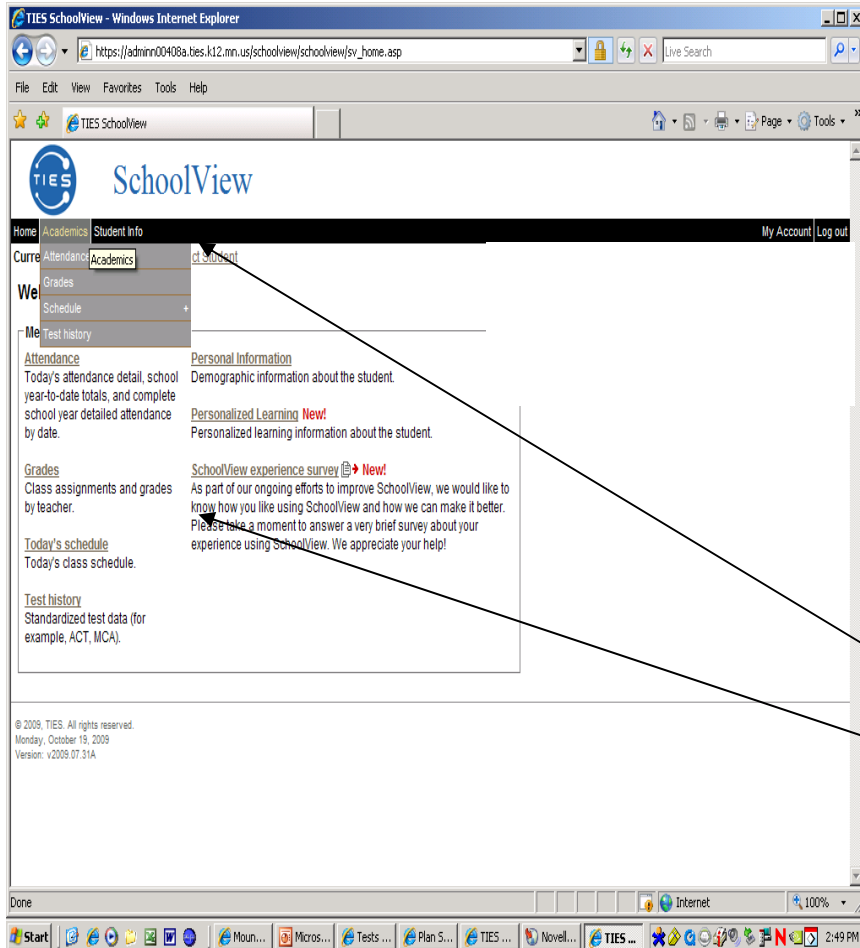 TIES SchoolView - Windows Internet Explorer
https://adminn00408a.ties.k12.mn.us/schoolview/schoolview/sv_home.asp
Live Search
File Edit View Favorites Tools Help
TIES SchoolView
Page Tools
TIES
SchoolView
Home Academics Student Info My Account Log out
Curre Attendance Academics ct Student
Wel Grades
Schedule +
Me Test history
Attendance
Today's attendance detail, school
year-to-date totals, and complete
school year detailed attendance
by date.
Grades
Class assignments and grades
by teacher.
Today's schedule
Today's class schedule.
Test history
Standardized test data (for
example, ACT, MCA).
Personal Information
Demographic information about the student.
Personalized Learning New!
Personalized learning information about the student.
SchoolView experience survey New!
As part of our ongoing efforts to improve SchoolView, we would like to
know how you like using SchoolView and how we can make it better.
Please take a moment to answer a very brief survey about your
experience using SchoolView. We appreciate your help!
© 2009, TIES. All rights reserved.
Monday, October 19, 2009
Version: v2009.07.31A
Done Internet 100%
Start Moun... Micros... Tests ... Plan S... TIES ... Novell... TIES ... 2:49 PM